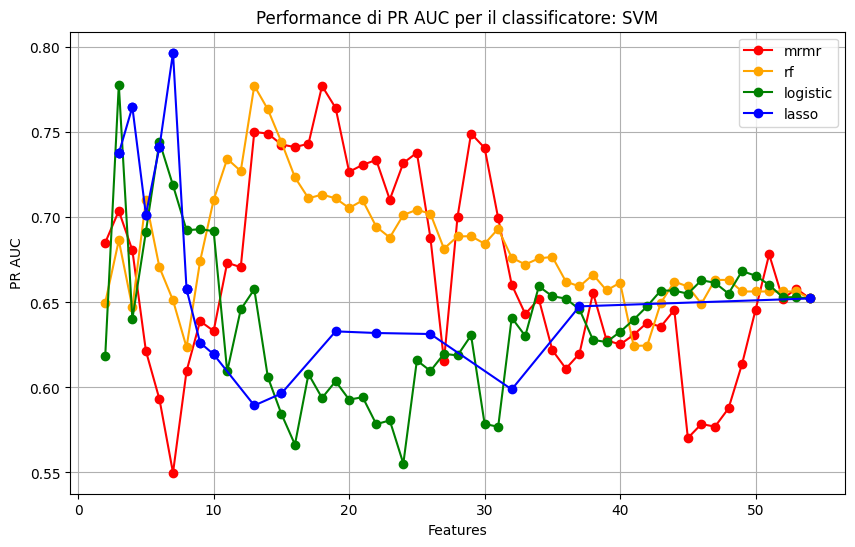 Performance di PR AUC per il classificatore: SVM
mrmr
rf
logistic
lasso
PR AUC
0.80
0.75
0.70
0.65
0.60
0.55
0
10
20
30
40
50
Features